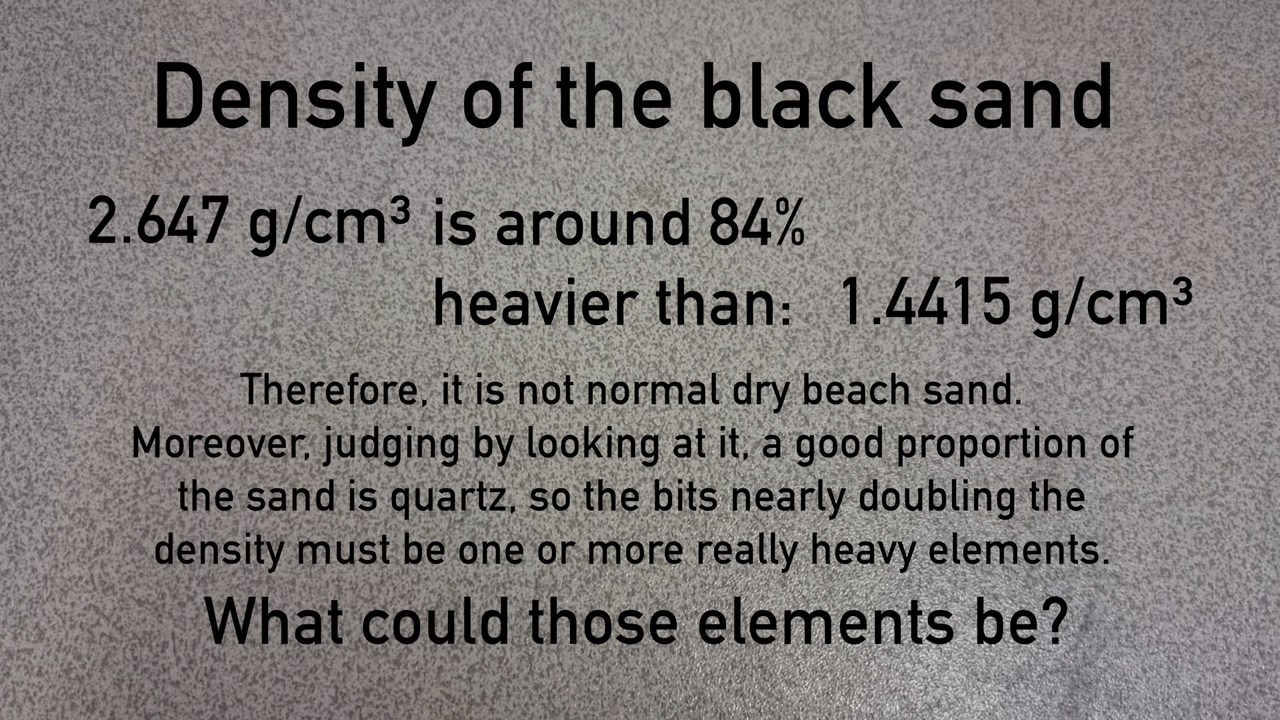 Density of the black sand
2.647 g/cm³ is around 84%
heavier than: 1.4415 g/cm³
Therefore, it is not normal dry beach sand.
Moreover, judging by looking at it, a good proportion of
the sand is quartz, so the bits nearly doubling the
density must be one or more really heavy elements.
What could those elements be?